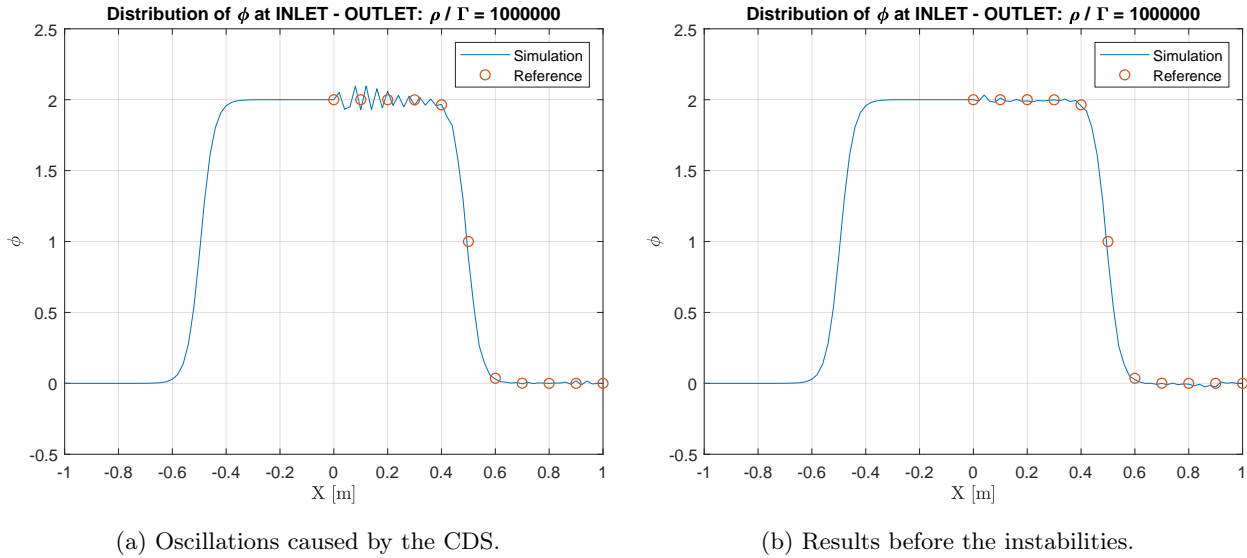 Distribution of ϕ at INLET - OUTLET: ρ / Γ = 1000000
2.5
2
1.5
1
0.5
0
-0.5
ϕ
Simulation
Reference
-1 -0.8 -0.6 -0.4 -0.2 0 0.2 0.4 0.6 0.8 1
X [m]
(a) Oscillations caused by the CDS.
Distribution of ϕ at INLET - OUTLET: ρ / Γ = 1000000
2.5
2
1.5
1
0.5
0
-0.5
ϕ
Simulation
Reference
-1 -0.8 -0.6 -0.4 -0.2 0 0.2 0.4 0.6 0.8 1
X [m]
(b) Results before the instabilities.